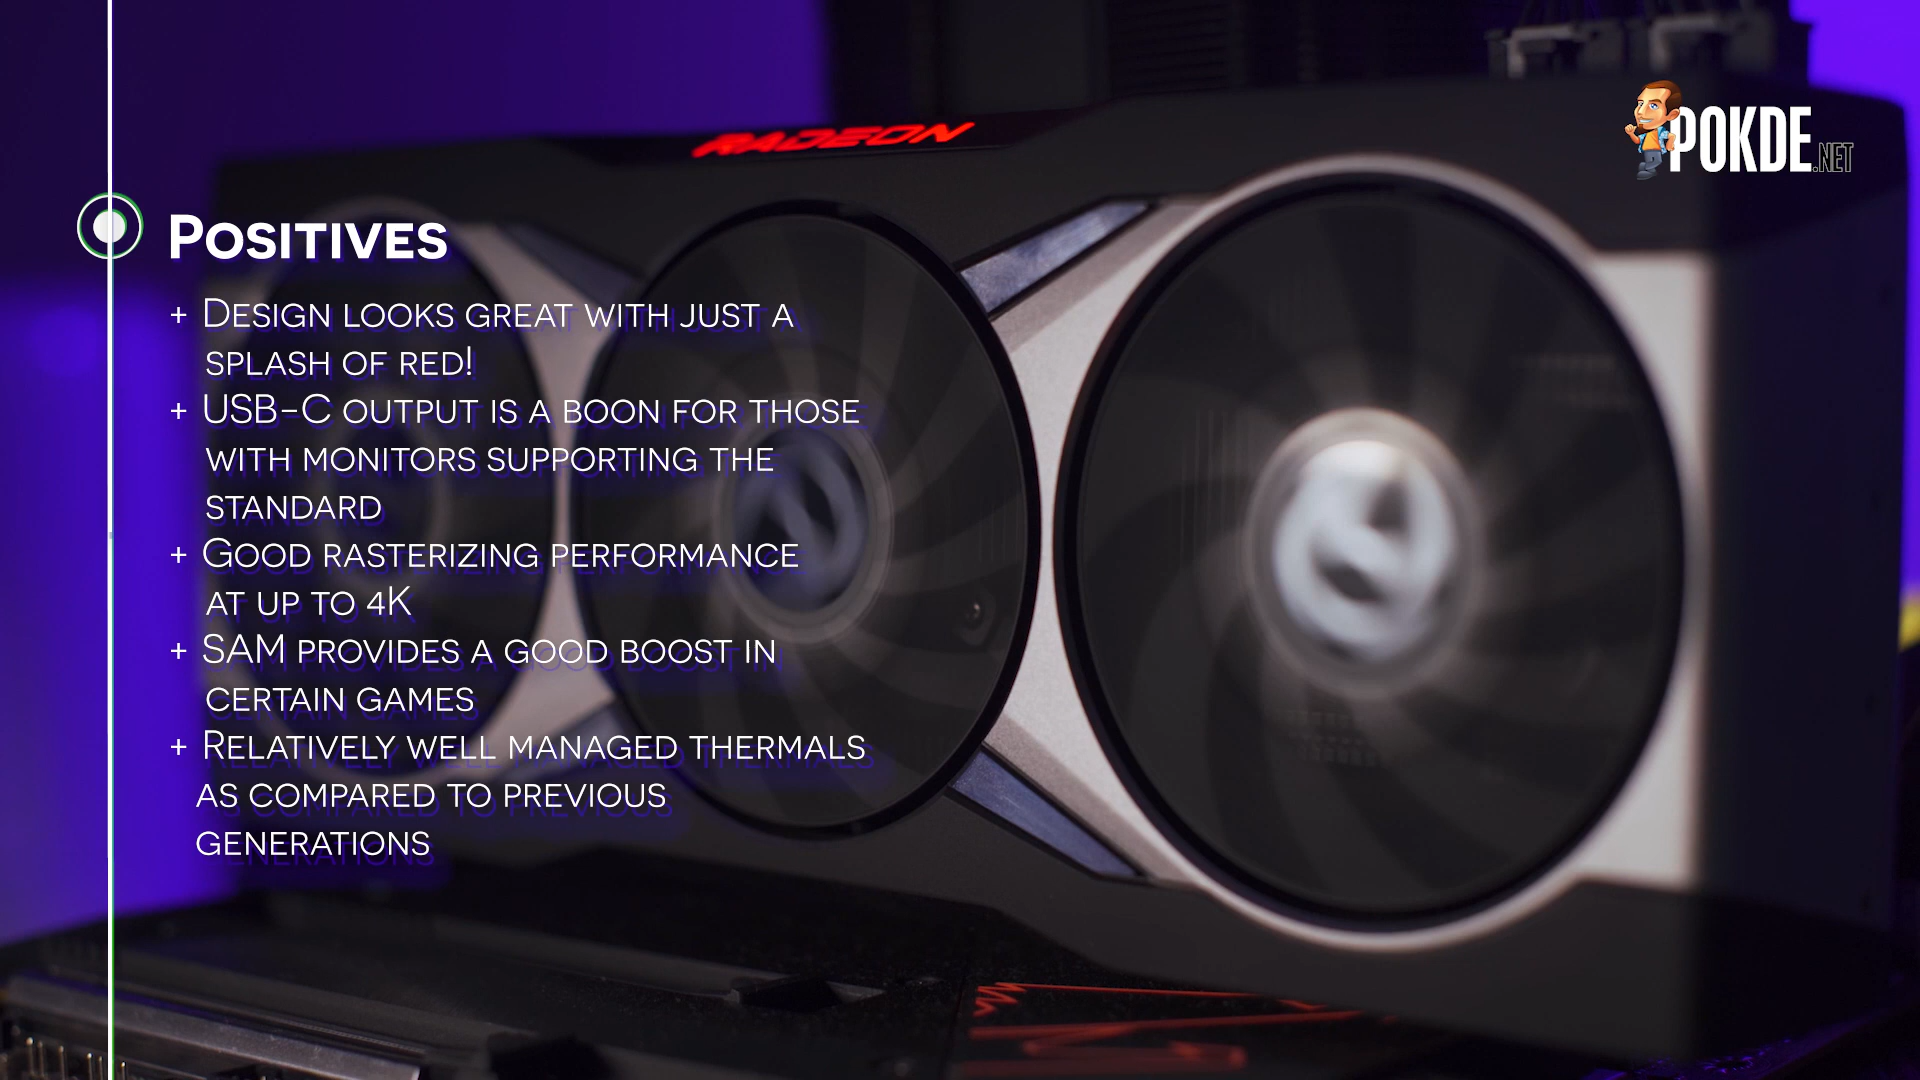 RADEON
POKDE.NET
Positives
+ Design looks great with just a
splash of red!
+ USB-C output is a boon for those
with monitors supporting the
standard
+ Good rasterizing performance
at up to 4K
+ SAM provides a good boost in
certain games
+ Relatively well managed thermals
as compared to previous
generations